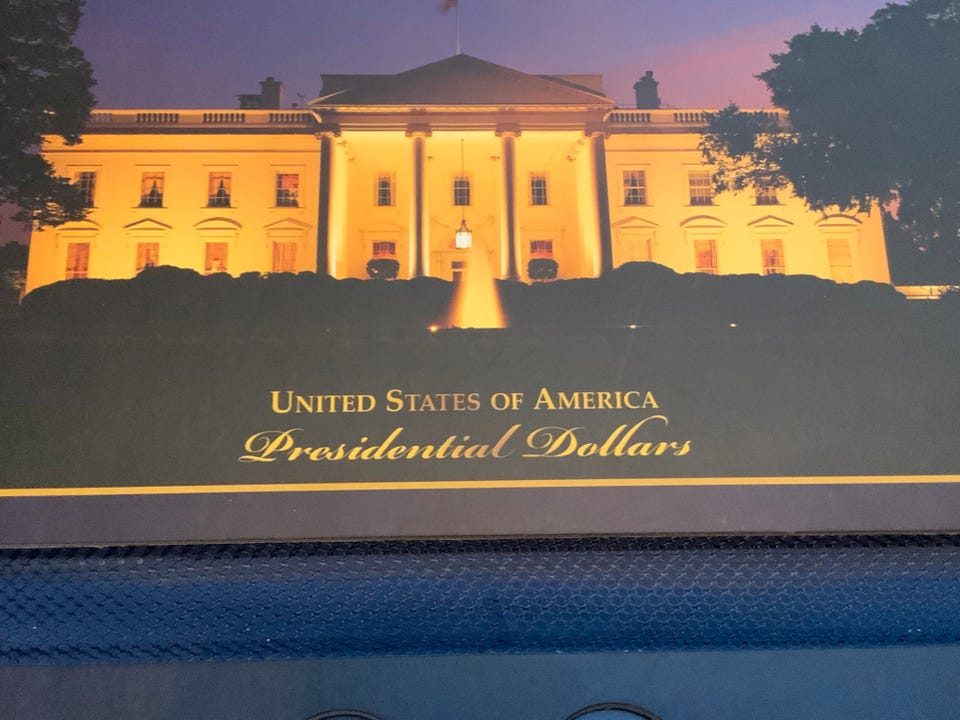 United States of America
Presidential Dollars